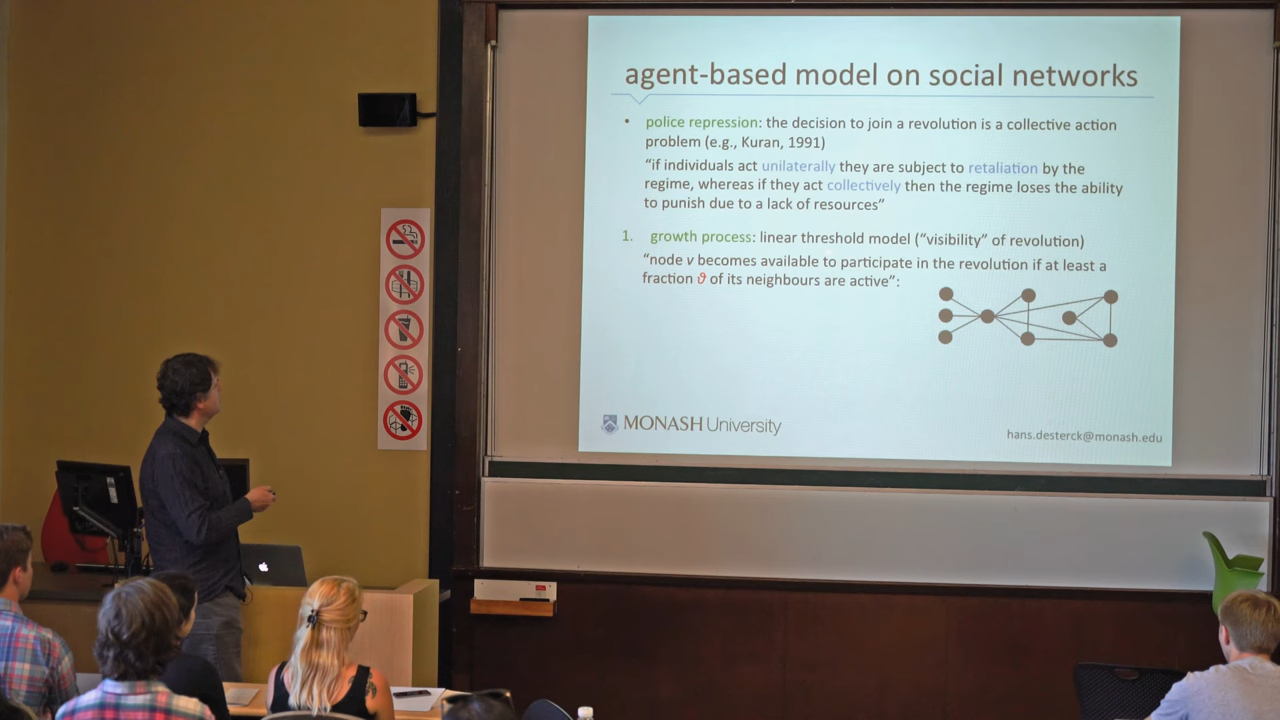 agent-based model on social networks
• police repression: the decision to join a revolution is a collective action
problem (e.g., Kuran, 1991)
“if individuals act unilaterally they are subject to retaliation by the
regime, whereas if they act collectively then the regime loses the ability
to punish due to a lack of resources”
1. growth process: linear threshold model (“visibility” of revolution)
“node v becomes available to participate in the revolution if at least a
fraction ϑ of its neighbours are active”:
MONASH University
hans.desterck@monash.edu